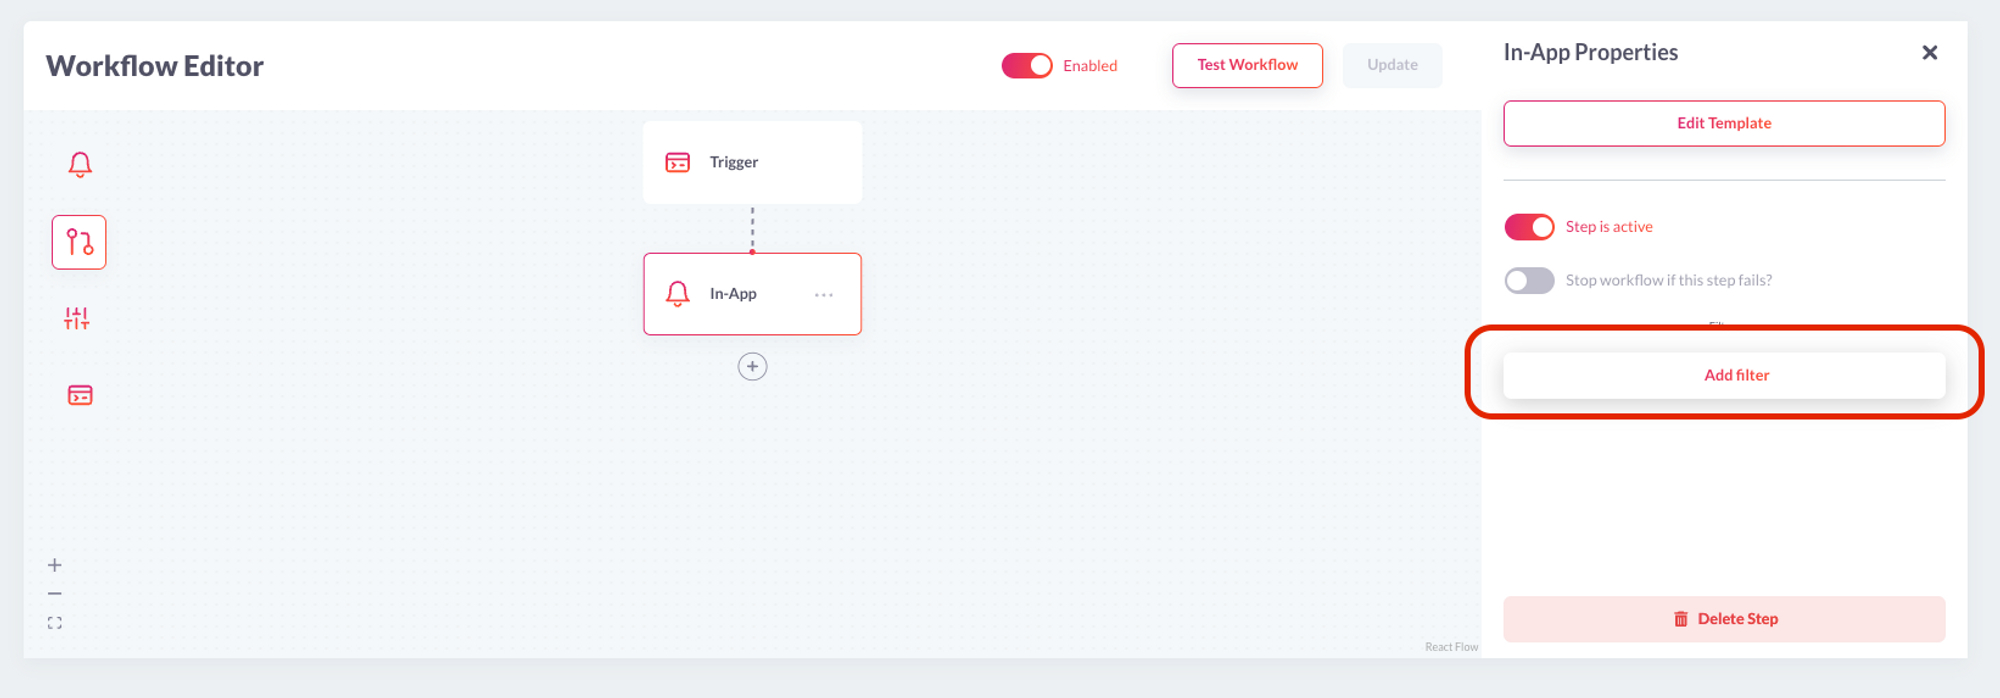 Workflow Editor
Enabled
Test Workflow
Update
Trigger
In-App
React Flow
In-App Properties
Edit Template
Step is active
Stop workflow if this step fails?
Add filter
Delete Step